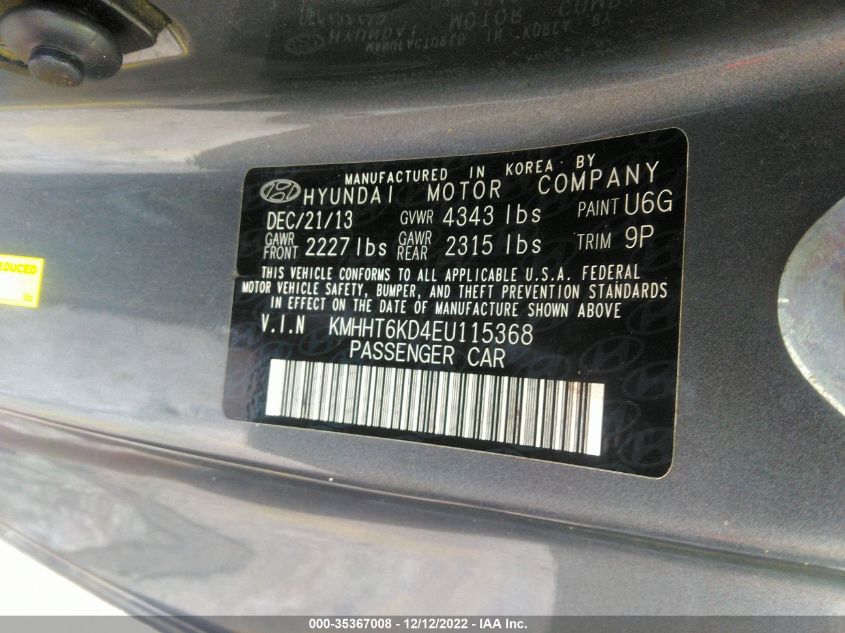 MANUFACTURED IN KOREA BY
HYUNDAI MOTOR COMPANY
DEC/21/13 GVWR 4343 lbs PAINT U6G
GAWR FRONT 2227 lbs GAWR REAR 2315 lbs TRIM 9P
THIS VEHICLE CONFORMS TO ALL APPLICABLE U.S.A. FEDERAL
MOTOR VEHICLE SAFETY, BUMPER, AND THEFT PREVENTION STANDARDS
IN EFFECT ON THE DATE OF MANUFACTURE SHOWN ABOVE
V.I.N KMHHT6KD4EU115368
PASSENGER CAR
000-35367008 - 12/12/2022 - IAA Inc.